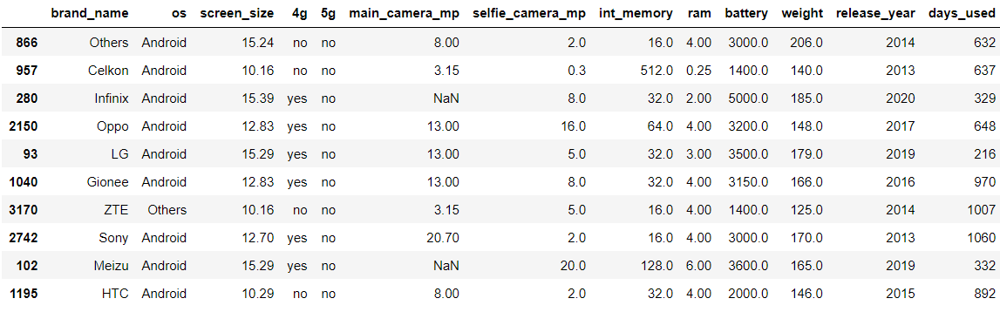 brand_name os screen_size 4g 5g main_camera_mp selfie_camera_mp int_memory ram battery weight release_year days_used
866 Others Android 15.24 no no 8.00 2.0 16.0 4.00 3000.0 206.0 2014 632
957 Celkon Android 10.16 no no 3.15 0.3 512.0 0.25 1400.0 140.0 2013 637
280 Infinix Android 15.39 yes no NaN 8.0 32.0 2.00 5000.0 185.0 2020 329
2150 Oppo Android 12.83 yes no 13.00 16.0 64.0 4.00 3200.0 148.0 2017 648
93 LG Android 15.29 yes no 13.00 5.0 32.0 3.00 3500.0 179.0 2019 216
1040 Gionee Android 12.83 yes no 13.00 8.0 32.0 4.00 3150.0 166.0 2016 970
3170 ZTE Others 10.16 no no 3.15 5.0 16.0 4.00 1400.0 125.0 2014 1007
2742 Sony Android 12.70 yes no 20.70 2.0 16.0 4.00 3000.0 170.0 2013 1060
102 Meizu Android 15.29 yes no NaN 20.0 128.0 6.00 3600.0 165.0 2019 332
1195 HTC Android 10.29 no no 8.00 2.0 32.0 4.00 2000.0 146.0 2015 892